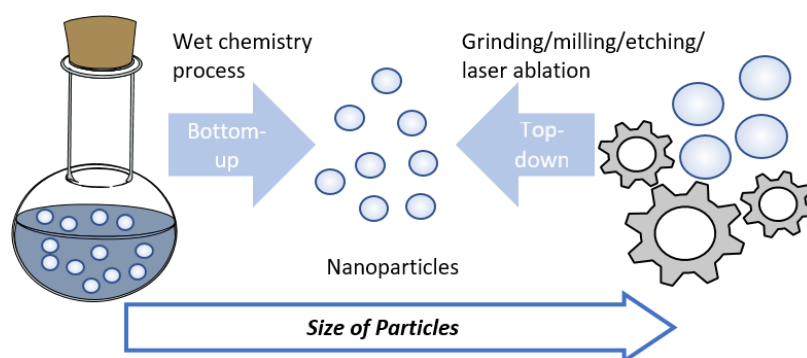 Wet chemistry
process
Grinding/milling/etching/
laser ablation
Bottom-
up
Top-
down
Nanoparticles
Size of Particles